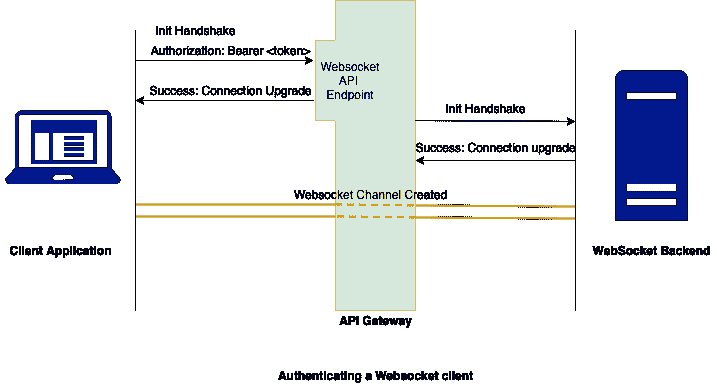 Init Handshake
Authorization: Bearer <token>
Websocket
API
Endpoint
Success: Connection Upgrade
Init Handshake
Success: Connection upgrade
Websocket Channel Created
Client Application
WebSocket Backend
API Gateway
Authenticating a Websocket client